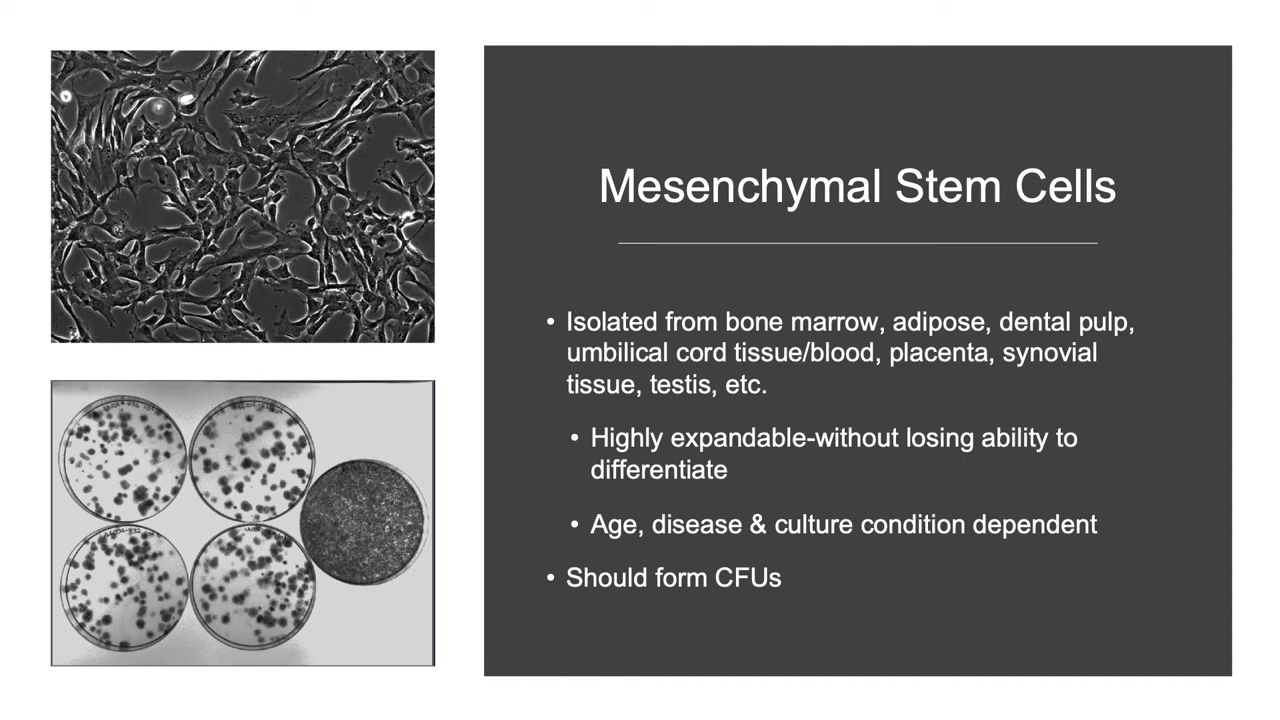 Mesenchymal Stem Cells
• Isolated from bone marrow, adipose, dental pulp,
umbilical cord tissue/blood, placenta, synovial
tissue, testis, etc.
• Highly expandable-without losing ability to
differentiate
• Age, disease & culture condition dependent
• Should form CFUs